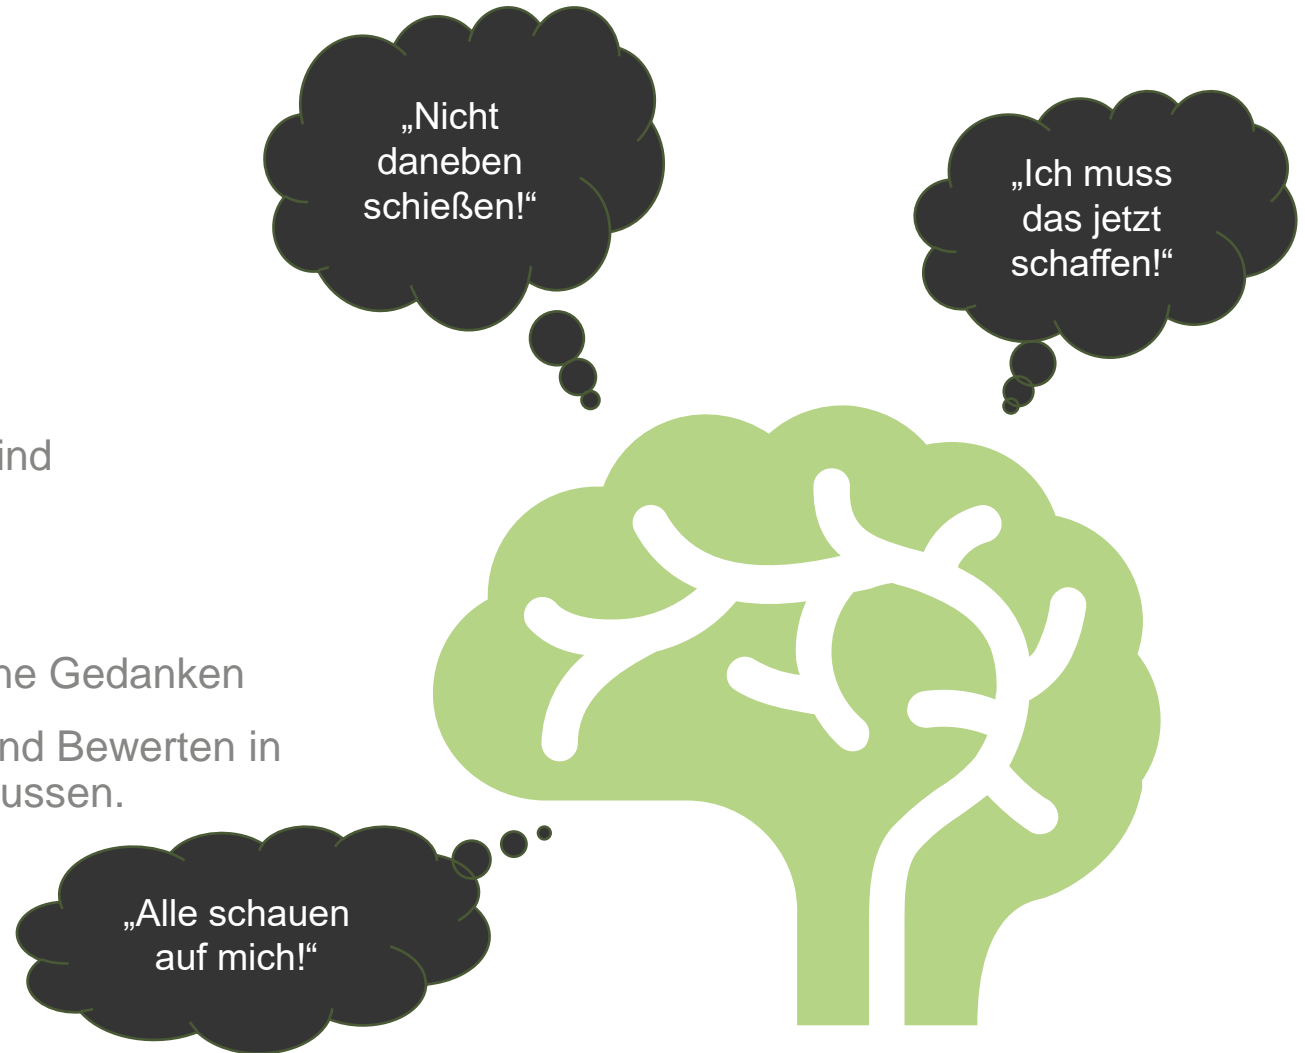 „Nicht
daneben
schießen!“
„Ich muss
das jetzt
schaffen!“
ind
ne Gedanken
nd Bewerten in
ussen.
„Alle schauen
auf mich!“